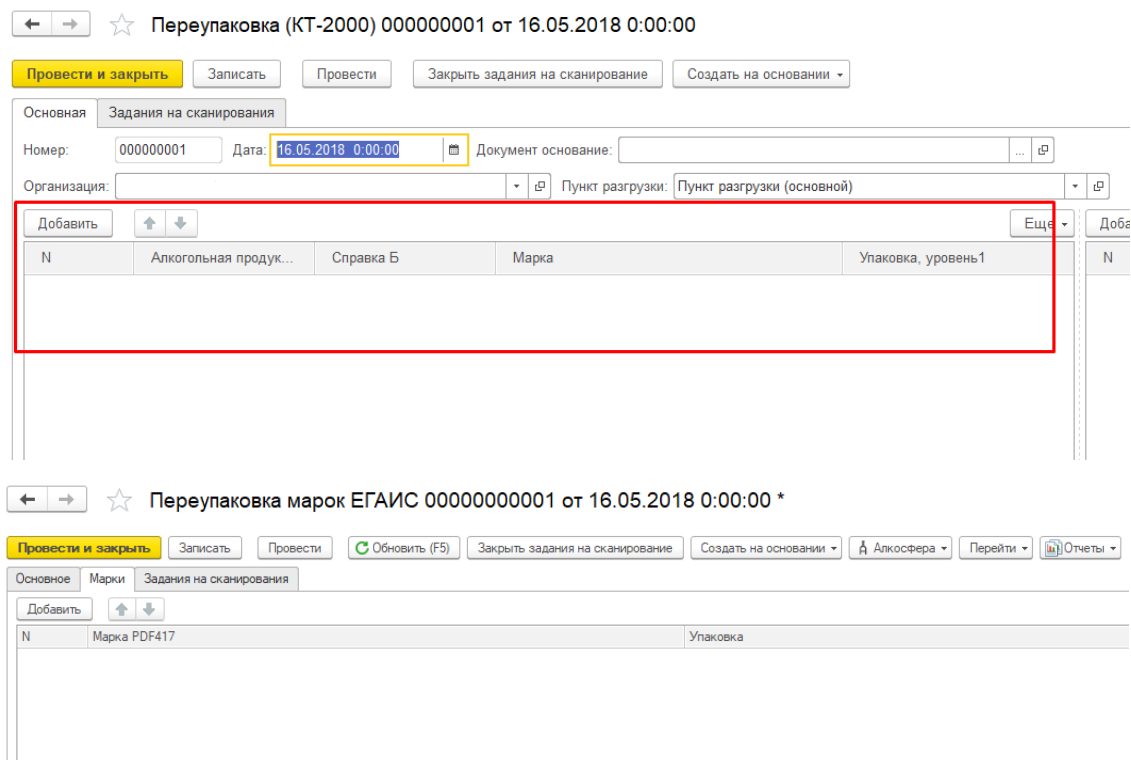 Переупаковка (КТ-2000) 000000001 от 16.05.2018 0:00:00
Провести и закрыть Записать Провести Закрыть задания на сканирование Создать на основании
Основная Задания на сканирования
Номер: 000000001 Дата: 16.05.2018 0:00:00 Документ основание: ...
Организация: Пункт разгрузки: Пункт разгрузки (основной)
Добавить Еще Доба
N Алкогольная продук... Справка Б Марка Упаковка, уровень1 N
Переупаковка марок ЕГАИС 00000000001 от 16.05.2018 0:00:00 *
Провести и закрыть Записать Провести Обновить (F5) Закрыть задания на сканирование Создать на основании Алкосфера Перейти Отчеты
Основное Марки Задания на сканирования
Добавить
N Марка PDF417 Упаковка